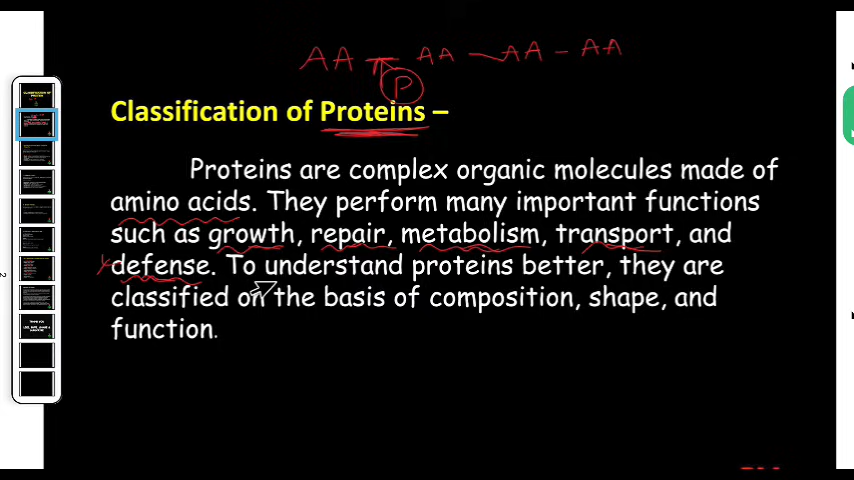 AA - AA - AA - AA
P
Classification of Proteins –
Proteins are complex organic molecules made of
amino acids. They perform many important functions
such as growth, repair, metabolism, transport, and
defense. To understand proteins better, they are
classified on the basis of composition, shape, and
function.
2